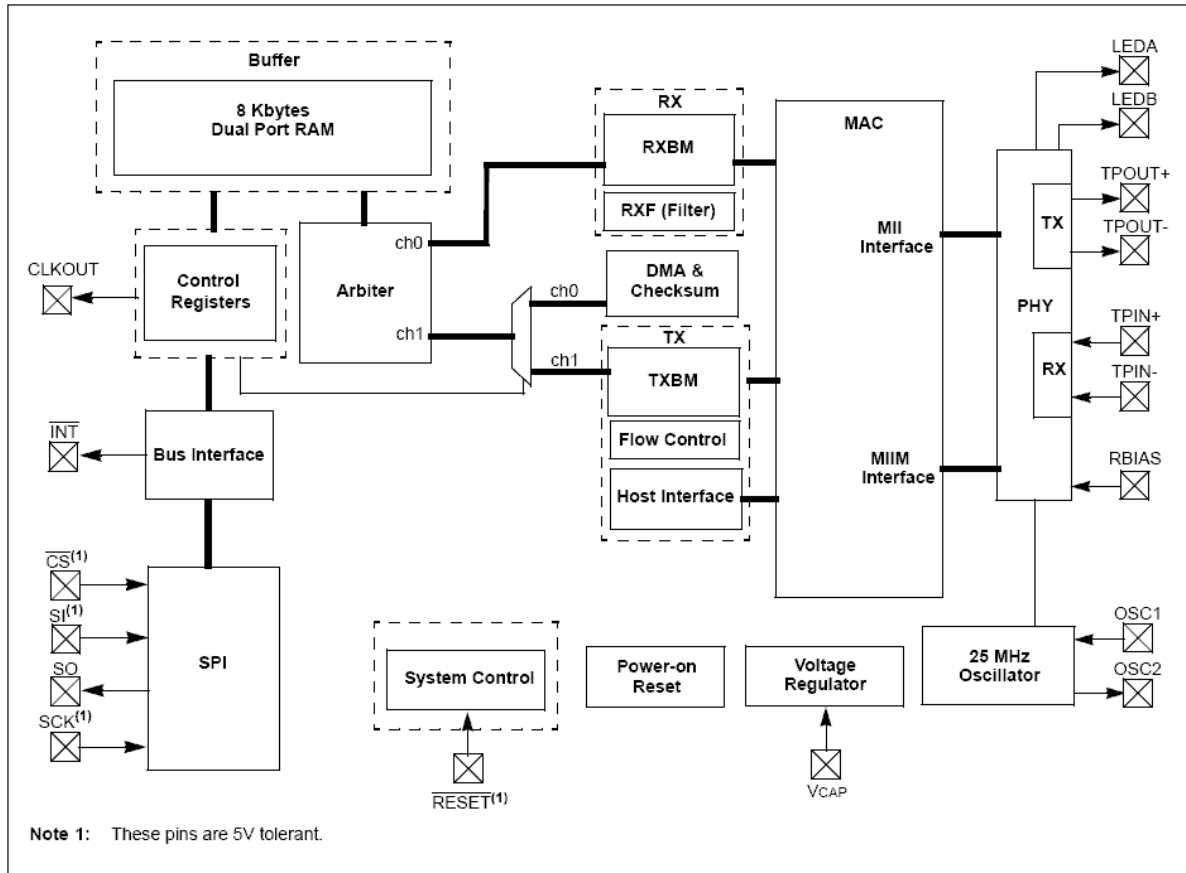 Buffer
8 Kbytes
Dual Port RAM
RX
RXBM
RXF (Filter)
MAC
LEDA
LEDB
TPOUT+
TPOUT-
TX
MII
Interface
PHY
ch0
Arbiter
ch1
CLKOUT
Control
Registers
DMA &
Checksum
ch0
ch1
TX
TXBM
Flow Control
Host Interface
TPIN+
TPIN-
RX
RBIAS
MIIM
Interface
INT
Bus Interface
CS(1)
SI(1)
SO
SCK(1)
SPI
System Control
RESET(1)
Power-on
Reset
Voltage
Regulator
VCAP
25 MHz
Oscillator
OSC1
OSC2
Note 1: These pins are 5V tolerant.